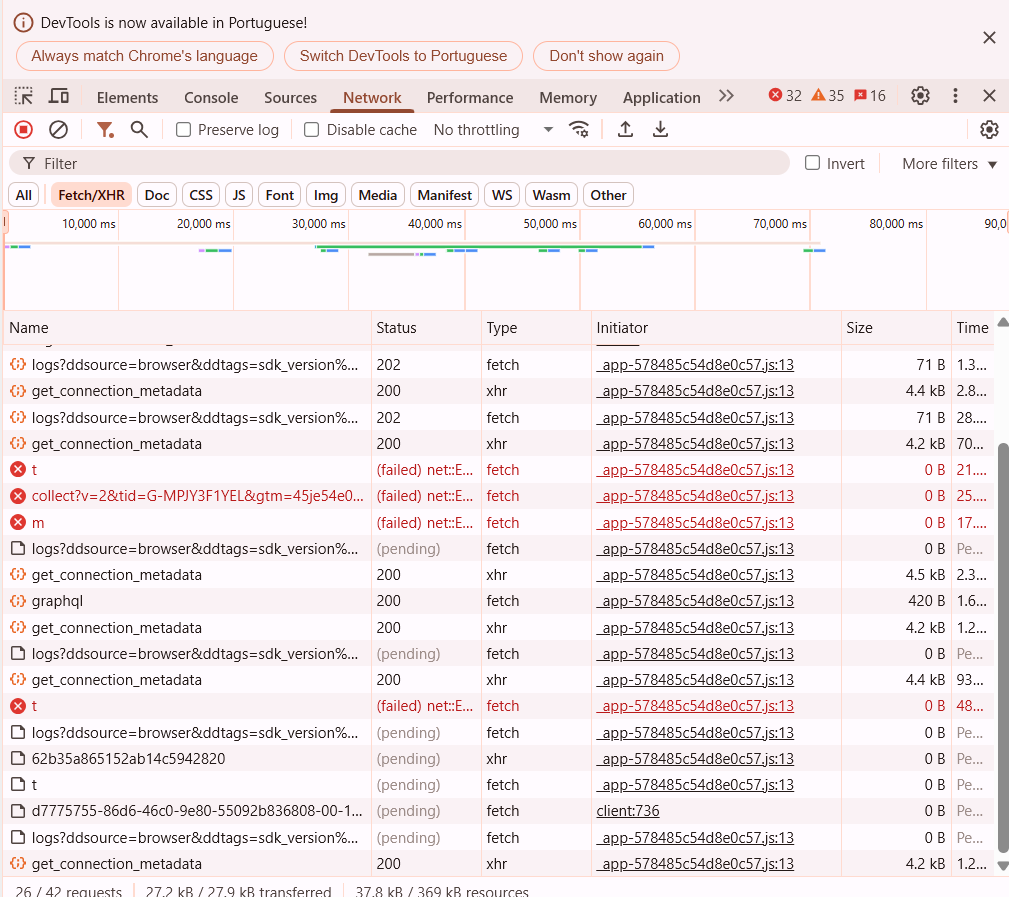 DevTools is now available in Portuguese!
Always match Chrome's language Switch DevTools to Portuguese Don't show again
Elements Console Sources Network Performance Memory Application 32 35 16
Preserve log Disable cache No throttling
Filter Invert More filters
All Fetch/XHR Doc CSS JS Font Img Media Manifest WS Wasm Other
10,000 ms 20,000 ms 30,000 ms 40,000 ms 50,000 ms 60,000 ms 70,000 ms 80,000 ms 90,0
Name Status Type Initiator Size Time
logs?ddsource=browser&ddtags=sdk_version%... 202 fetch _app-578485c54d8e0c57.js:13 71 B 1.3...
get_connection_metadata 200 xhr _app-578485c54d8e0c57.js:13 4.4 kB 2.8...
logs?ddsource=browser&ddtags=sdk_version%... 202 fetch _app-578485c54d8e0c57.js:13 71 B 28....
get_connection_metadata 200 xhr _app-578485c54d8e0c57.js:13 4.2 kB 70...
t (failed) net::E... fetch _app-578485c54d8e0c57.js:13 0 B 21....
collect?v=2&tid=G-MPJY3F1YEL&gtm=45je54e0... (failed) net::E... fetch _app-578485c54d8e0c57.js:13 0 B 25....
m (failed) net::E... fetch _app-578485c54d8e0c57.js:13 0 B 17....
logs?ddsource=browser&ddtags=sdk_version%... (pending) fetch _app-578485c54d8e0c57.js:13 0 B Pe...
get_connection_metadata 200 xhr _app-578485c54d8e0c57.js:13 4.5 kB 2.3...
graphql 200 fetch _app-578485c54d8e0c57.js:13 420 B 1.6...
get_connection_metadata 200 xhr _app-578485c54d8e0c57.js:13 4.2 kB 1.2...
logs?ddsource=browser&ddtags=sdk_version%... (pending) fetch _app-578485c54d8e0c57.js:13 0 B Pe...
get_connection_metadata 200 xhr _app-578485c54d8e0c57.js:13 4.4 kB 93...
t (failed) net::E... fetch _app-578485c54d8e0c57.js:13 0 B 48...
logs?ddsource=browser&ddtags=sdk_version%... (pending) fetch _app-578485c54d8e0c57.js:13 0 B Pe...
62b35a865152ab14c5942820 (pending) xhr _app-578485c54d8e0c57.js:13 0 B Pe...
t (pending) fetch _app-578485c54d8e0c57.js:13 0 B Pe...
d7775755-86d6-46c0-9e80-55092b836808-00-1... (pending) fetch client:736 0 B Pe...
logs?ddsource=browser&ddtags=sdk_version%... (pending) fetch _app-578485c54d8e0c57.js:13 0 B Pe...
get_connection_metadata 200 xhr _app-578485c54d8e0c57.js:13 4.2 kB 1.2...
26 / 42 requests 27.2 kB / 27.9 kB transferred 37.8 kB / 369 kB resources